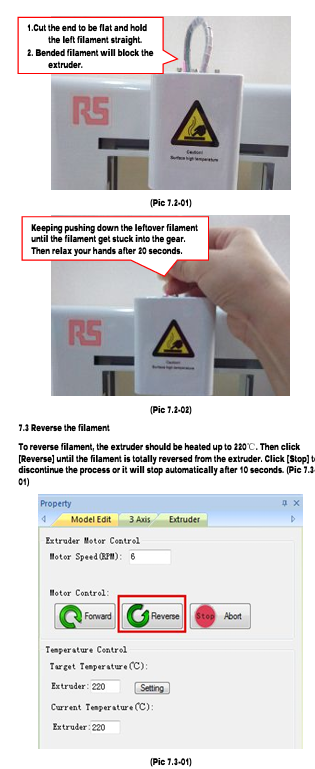 1.Cut the end to be flat and hold
the left filament straight.
2. Bended filament will block the
extruder.
RS
Caution!
Surface high temperature
(Pic 7.2-01)
Keeping pushing down the leftover filament
until the filament get stuck into the gear.
Then relax your hands after 20 seconds.
RS
Caution!
Surface high temperature
(Pic 7.2-02)
7.3 Reverse the filament
To reverse filament, the extruder should be heated up to 220℃. Then click
[Reverse] until the filament is totally reversed from the extruder. Click [Stop] t
discontinue the process or it will stop automatically after 10 seconds. (Pic 7.3-
01)
Property
Model Edit 3 Axis Extruder
Extruder Motor Control
Motor Speed(RPM): 6
Motor Control:
Forward Reverse Stop Abort
Temperature Control
Target Temperature(℃):
Extruder: 220 Setting
Current Temperature(℃):
Extruder: 220
(Pic 7.3-01)